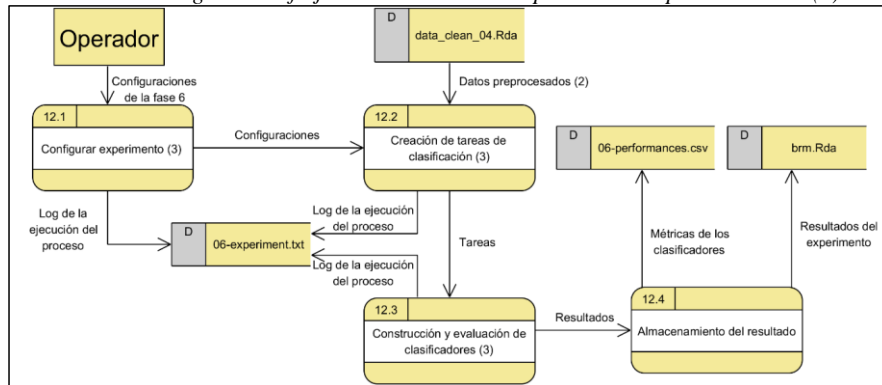 Operador
D
data_clean_04.Rda
Configuraciones
de la fase 6
Datos preprocesados (2)
12.1
Configurar experimento (3)
Configuraciones
12.2
Creación de tareas de
clasificación (3)
D
06-performances.csv
D
brm.Rda
Log de la
ejecución del
proceso
D
06-experiment.txt
Log de la ejecución
del proceso
Log de la ejecución
del proceso
Tareas
Métricas de los
clasificadores
Resultados del
experimento
12.3
Construcción y evaluación de
clasificadores (3)
Resultados
12.4
Almacenamiento del resultado